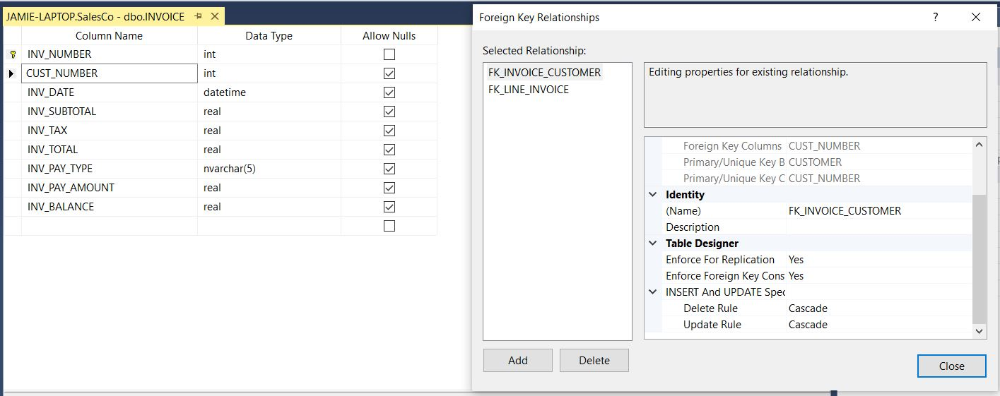 JAMIE-LAPTOP.SalesCo - dbo.INVOICE
Column Name Data Type Allow Nulls
INV_NUMBER int
CUST_NUMBER int
INV_DATE datetime
INV_SUBTOTAL real
INV_TAX real
INV_TOTAL real
INV_PAY_TYPE nvarchar(5)
INV_PAY_AMOUNT real
INV_BALANCE real
Foreign Key Relationships ?
Selected Relationship:
FK_INVOICE_CUSTOMER
FK_LINE_INVOICE
Editing properties for existing relationship.
Foreign Key Columns CUST_NUMBER
Primary/Unique Key B CUSTOMER
Primary/Unique Key C CUST_NUMBER
Identity
(Name) FK_INVOICE_CUSTOMER
Description
Table Designer
Enforce For Replication Yes
Enforce Foreign Key Cons Yes
INSERT And UPDATE Spec
Delete Rule Cascade
Update Rule Cascade
Add Delete
Close